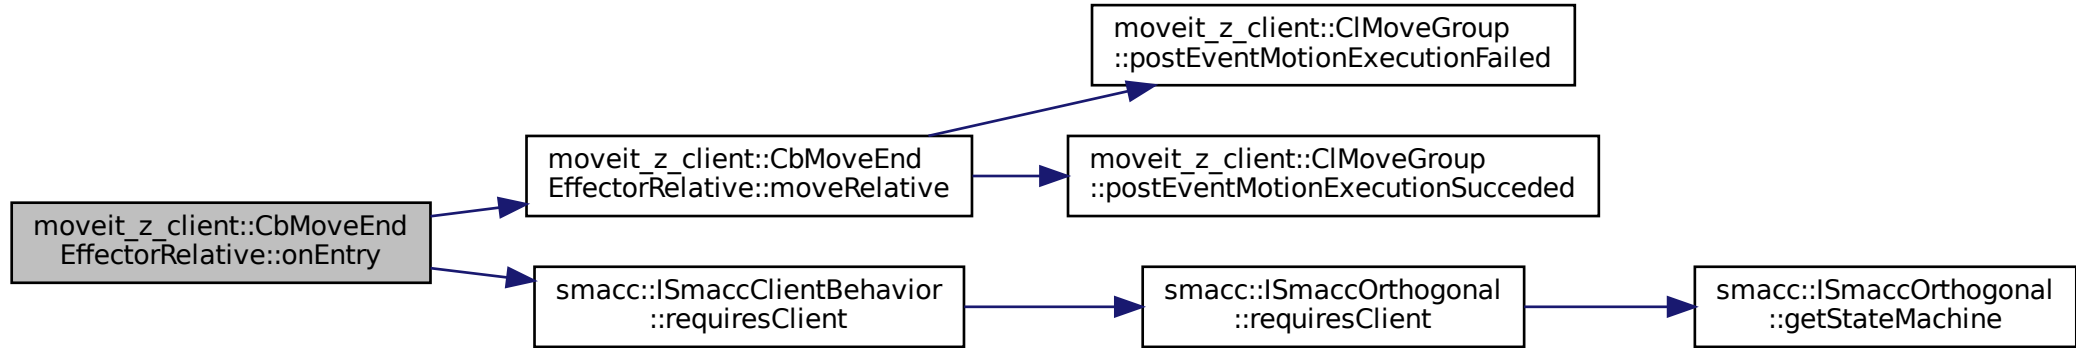 moveit_z_client::ClMoveGroup
::postEventMotionExecutionFailed
moveit_z_client::CbMoveEnd
EffectorRelative::moveRelative
moveit_z_client::ClMoveGroup
::postEventMotionExecutionSucceded
moveit_z_client::CbMoveEnd
EffectorRelative::onEntry
smacc::ISmaccClientBehavior
::requiresClient
smacc::ISmaccOrthogonal
::requiresClient
smacc::ISmaccOrthogonal
::getStateMachine